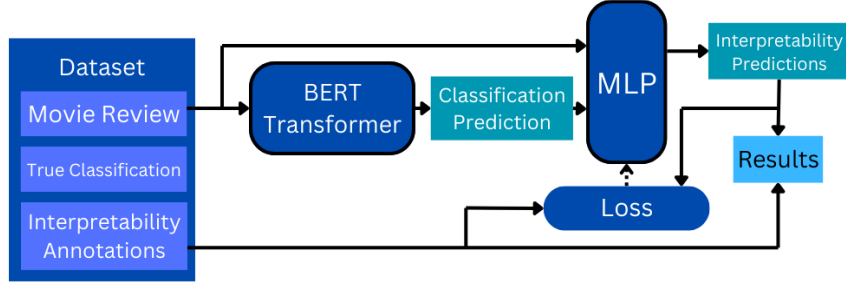 Dataset
Movie Review
True Classification
Interpretability
Annotations
BERT
Transformer
Classification
Prediction
MLP
Interpretability
Predictions
Results
Loss